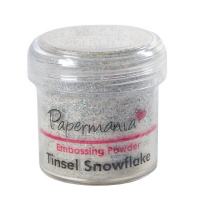 Papermania
Embossing Powder
Tinsel Snowflake